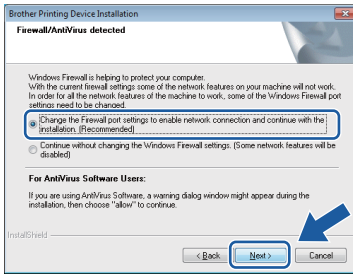 Brother Printing Device Installation
Firewall/AntiVirus detected
Windows Firewall is helping to protect your computer.
With the current firewall settings some of the network features on your machine will not work.
In order for all the network features of the machine to work, some of the Windows Firewall port
settings need to be changed.
Change the Firewall port settings to enable network connection and continue with the
installation. (Recommended)
Continue without changing the Windows Firewall settings. (Some network features will be
disabled)
For AntiVirus Software Users:
If you are using AntiVirus Software, a warning dialog window might appear during the
installation, then choose "allow" to continue.
InstallShield
< Back
Next >
Cancel